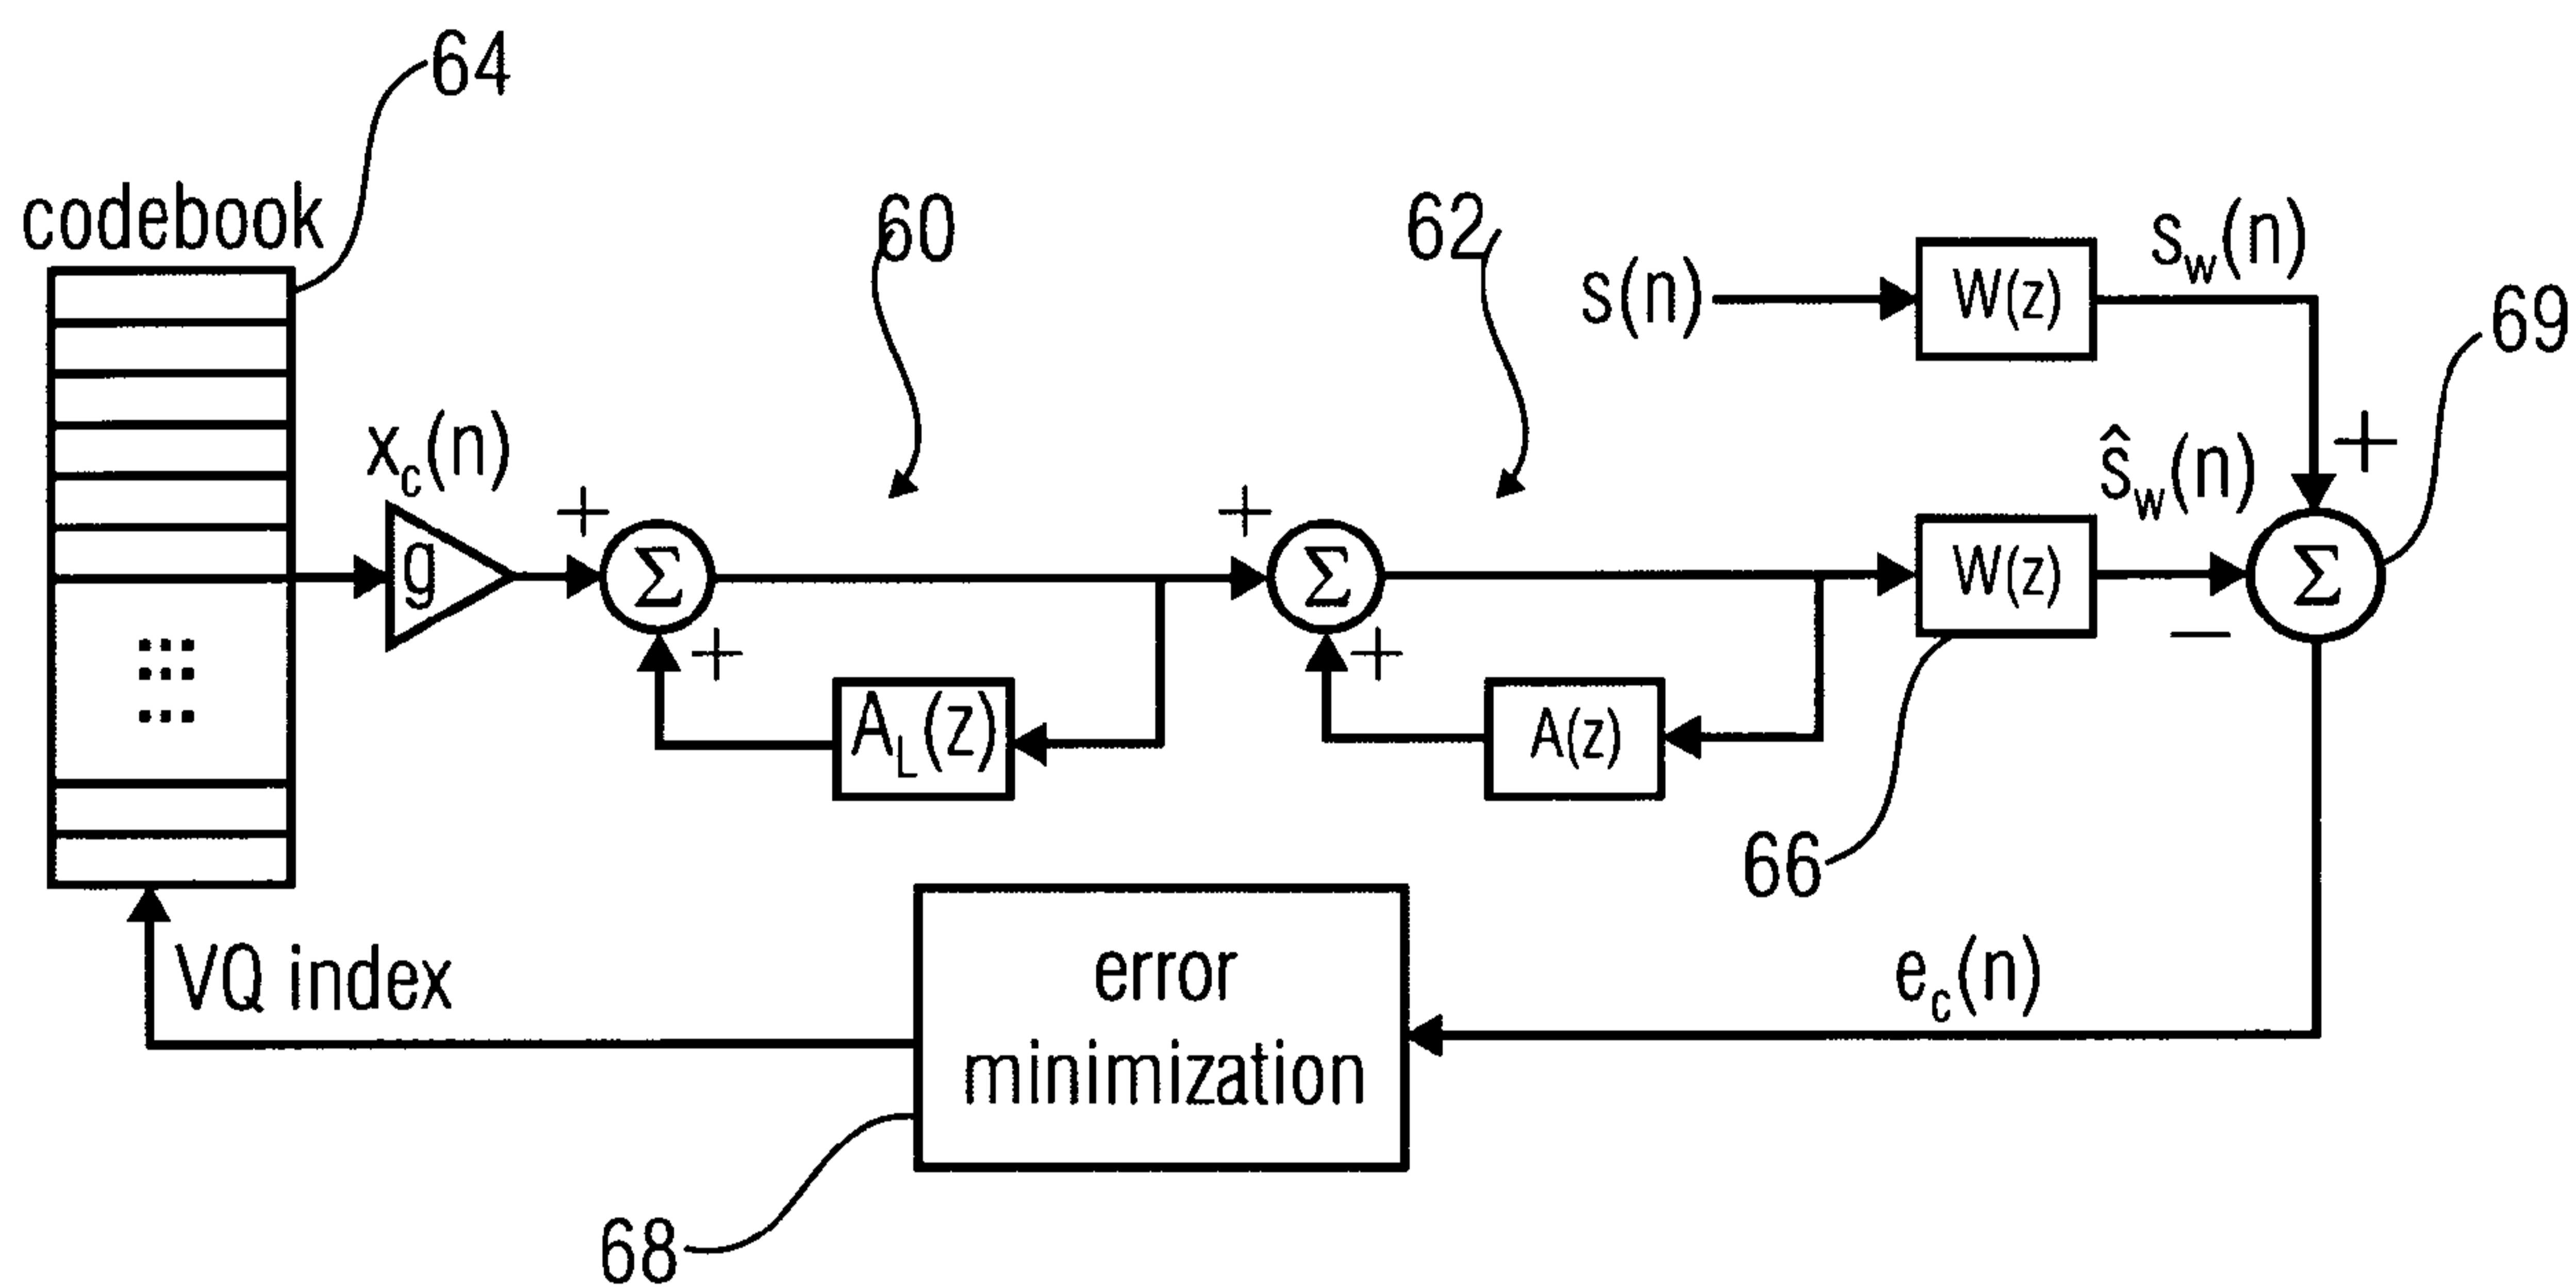 64
codebook
60
62
s(n)
W(z)
s_w(n)
69
x_c(n)
+
ŝ_w(n)
g
+
Σ
+
+
Σ
+
W(z)
−
Σ
A_L(z)
A(z)
66
VQ index
error
minimization
e_c(n)
68